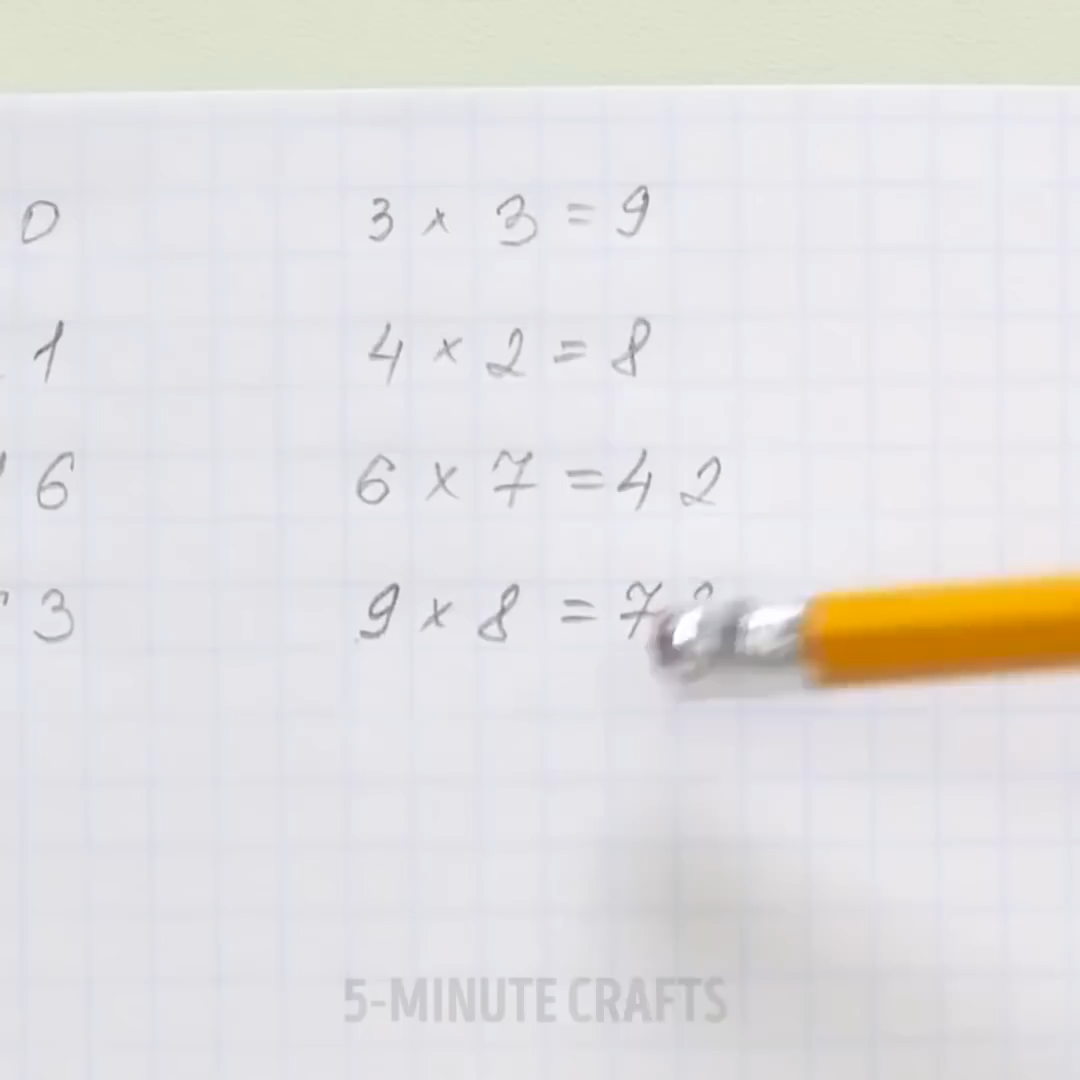 0 3 × 3 = 9
1 4 × 2 = 8
6 6 × 7 = 42
3 9 × 8 = 7
5-MINUTE CRAFTS